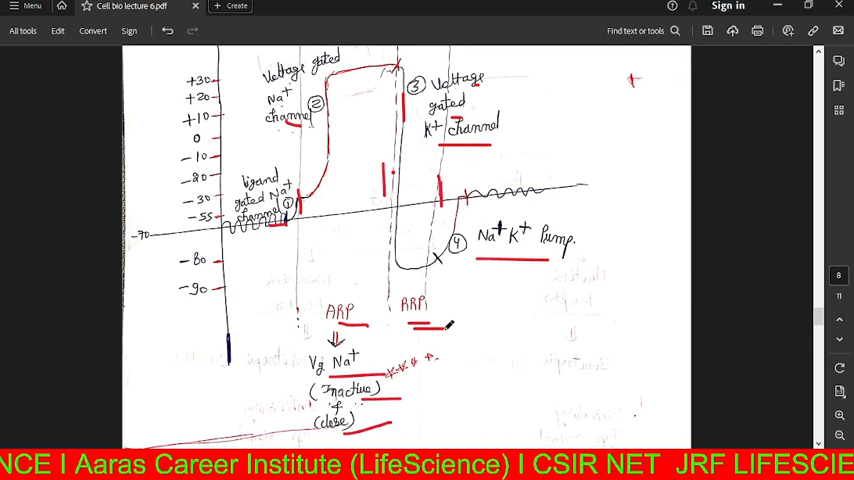 Menu
Cell bio lecture 6.pdf
+ Create
Sign in
All tools
Edit
Convert
Sign
Find text or tools
Voltage gated
Na+
channel
②
+30
+20
+10
0
-10
-20
-30
-55
-70
-80
-90
ligand
gated Na+
channel ①
③ Voltage
gated
K+ channel
④ Na+ K+ Pump.
ARP
RRP
Vg Na+
(Inactive)
(close)
8
11
NCE I Aaras Career Institute (LifeScience) I CSIR NET JRF LIFESCIE